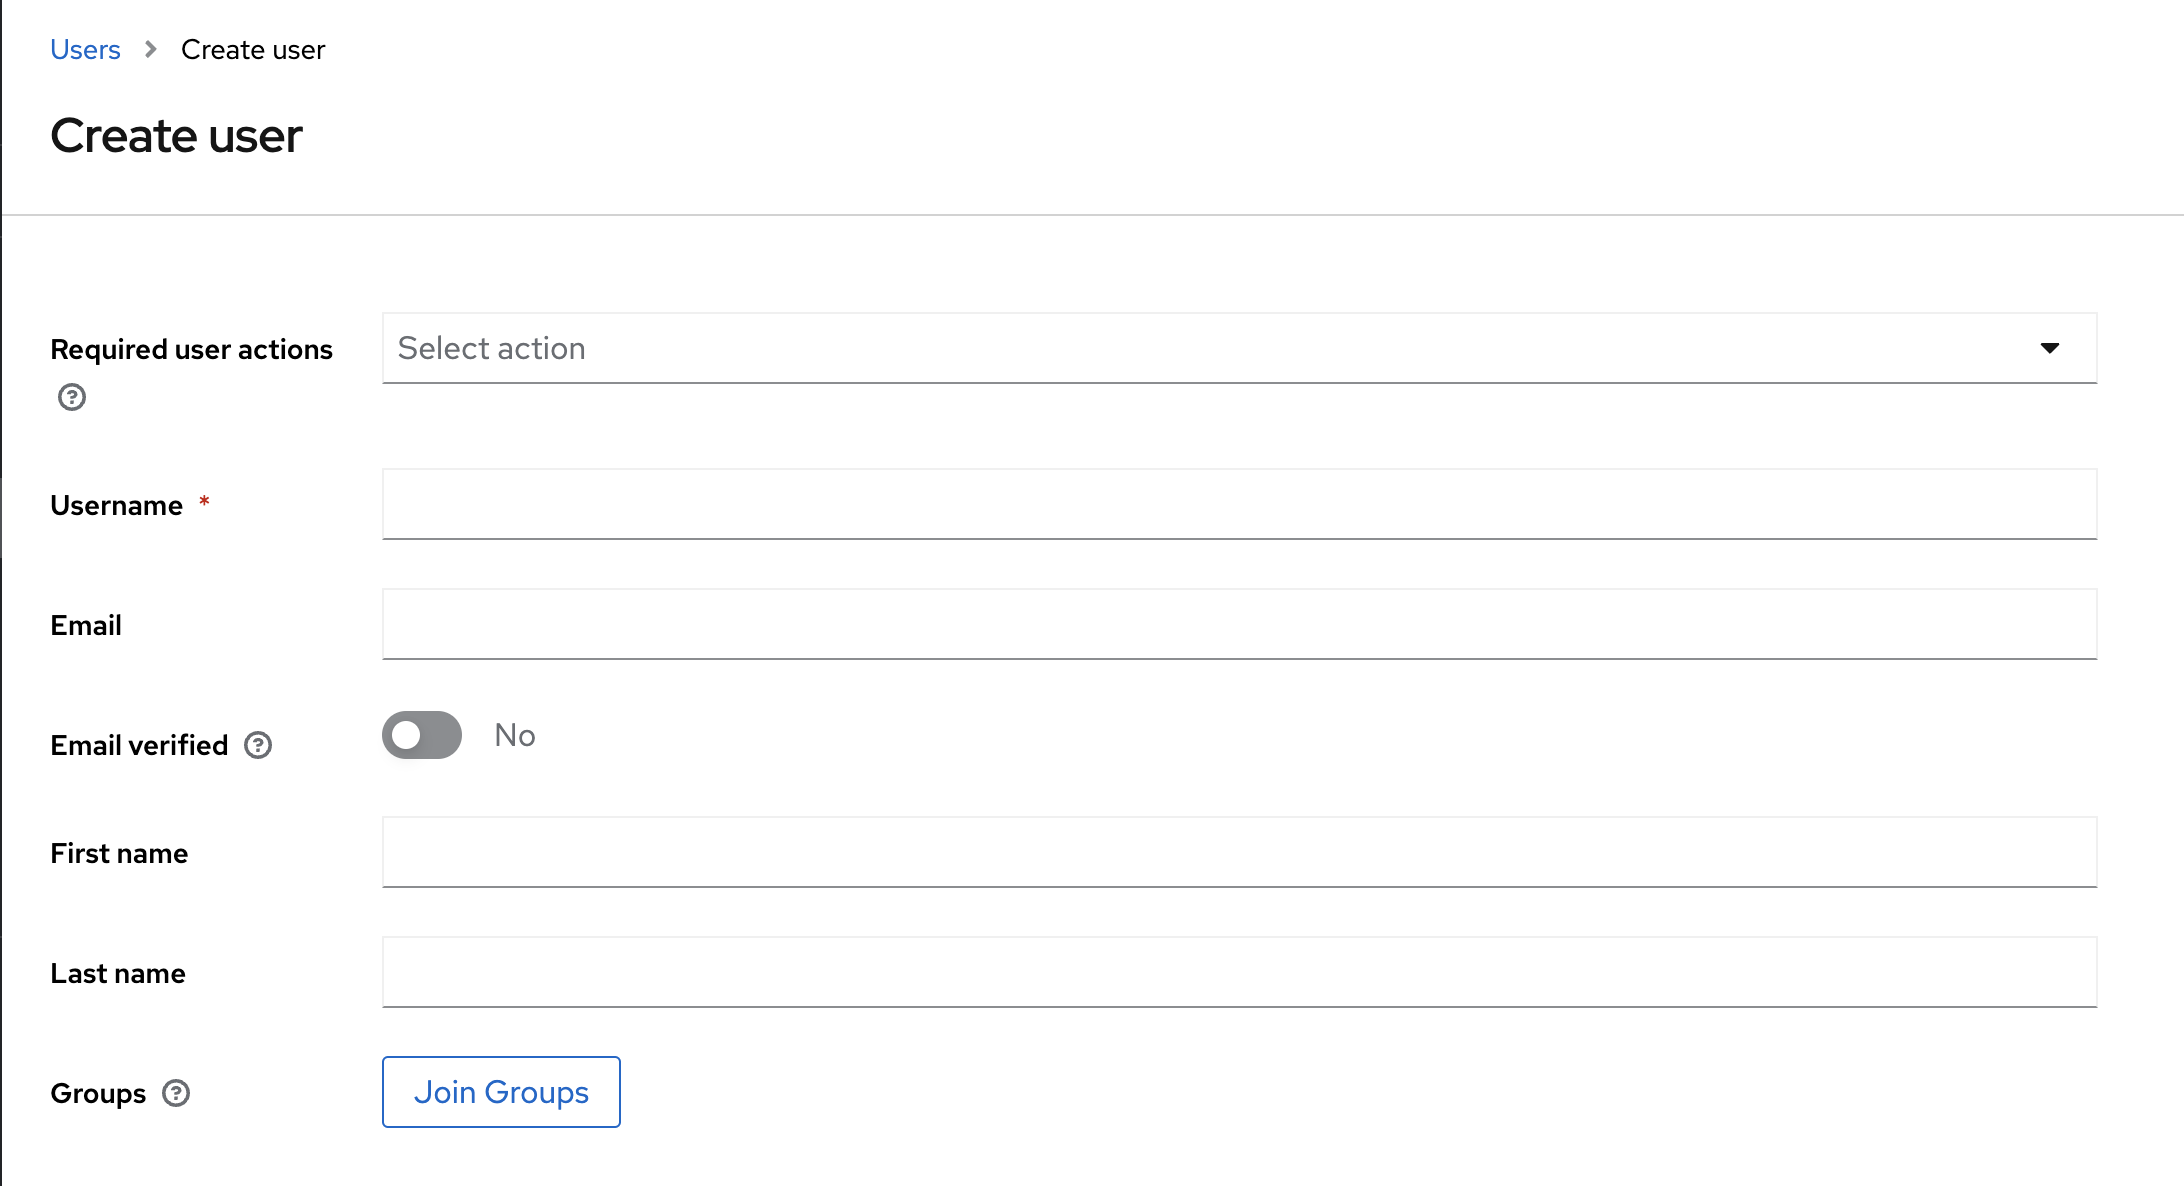 Users > Create user
Create user
Required user actions
Select action
Username *
Email
Email verified
No
First name
Last name
Groups
Join Groups